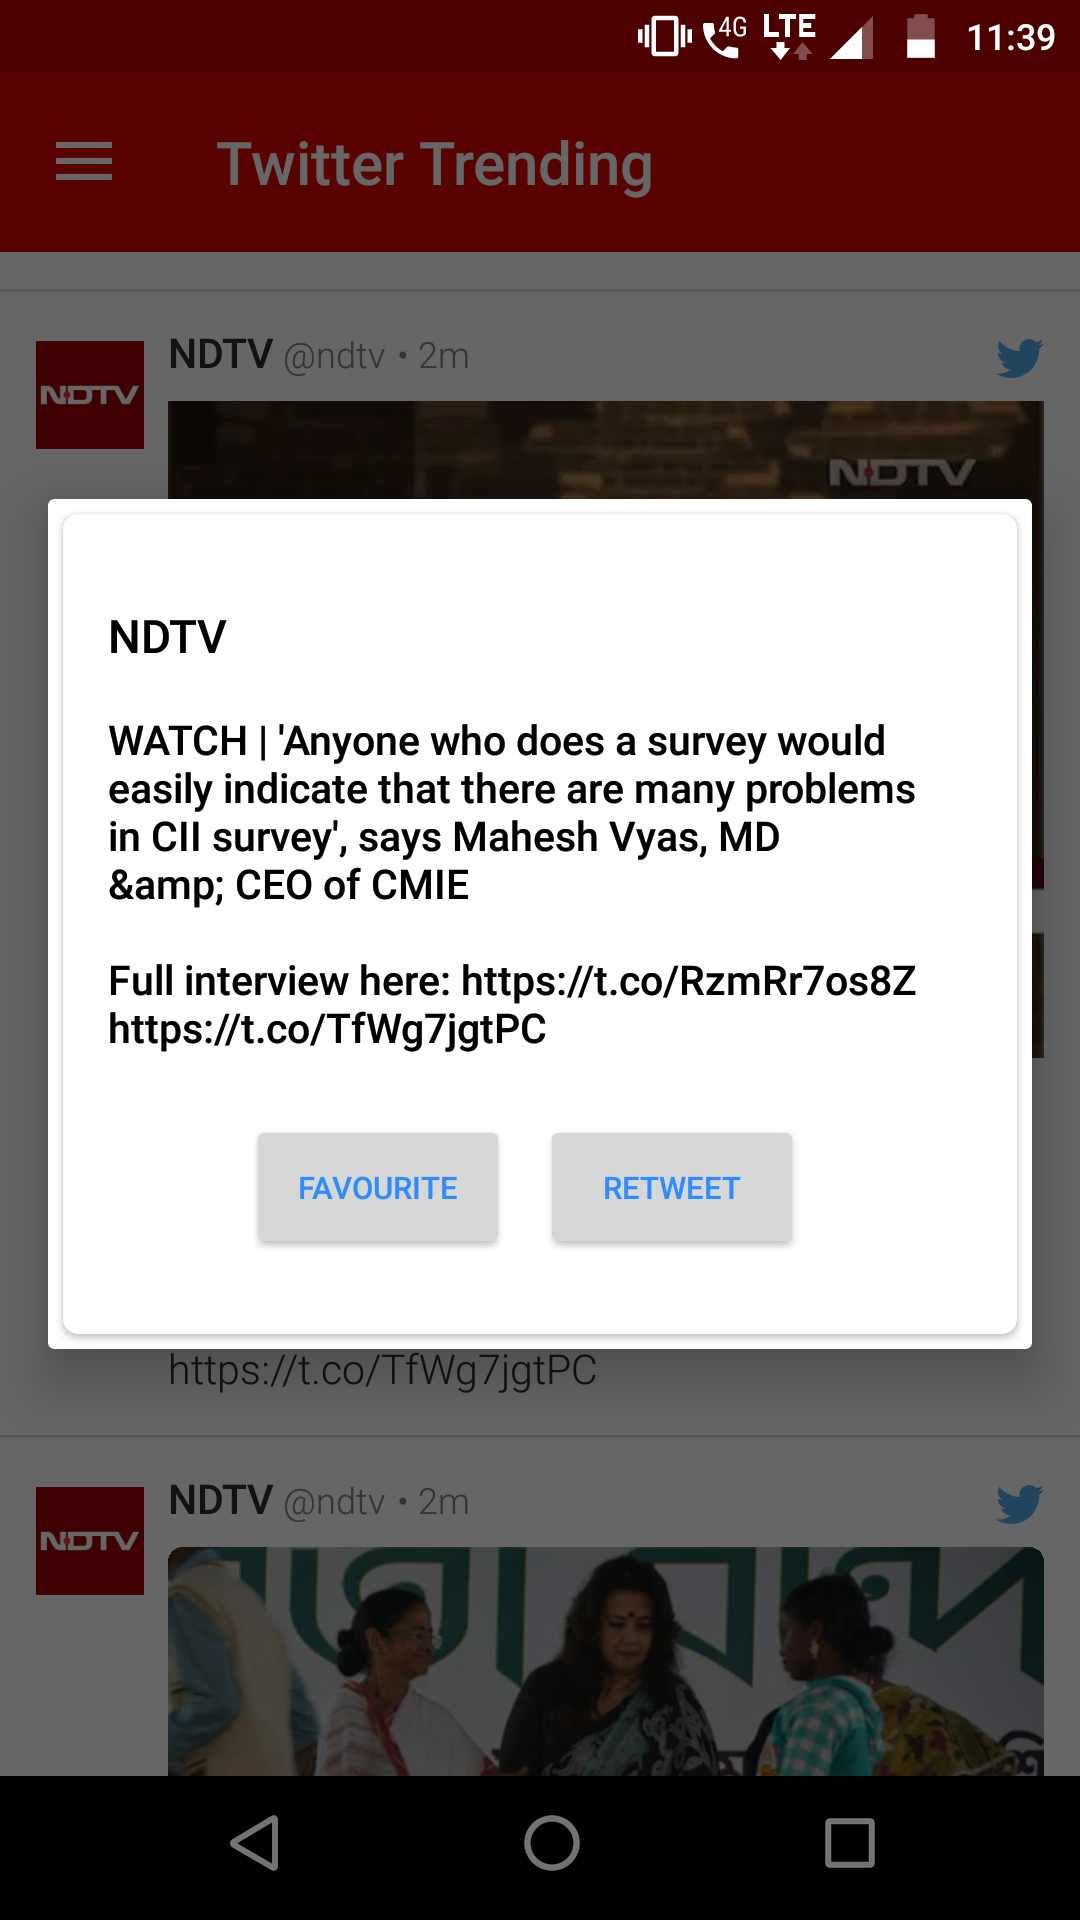 4G LTE 11:39
Twitter Trending
NDTV @ndtv • 2m
NDTV
NDTV
NDTV
WATCH | 'Anyone who does a survey would
easily indicate that there are many problems
in CII survey', says Mahesh Vyas, MD
&amp; CEO of CMIE
Full interview here: https://t.co/RzmRr7os8Z
https://t.co/TfWg7jgtPC
FAVOURITE RETWEET
https://t.co/TfWg7jgtPC
NDTV @ndtv • 2m
NDTV